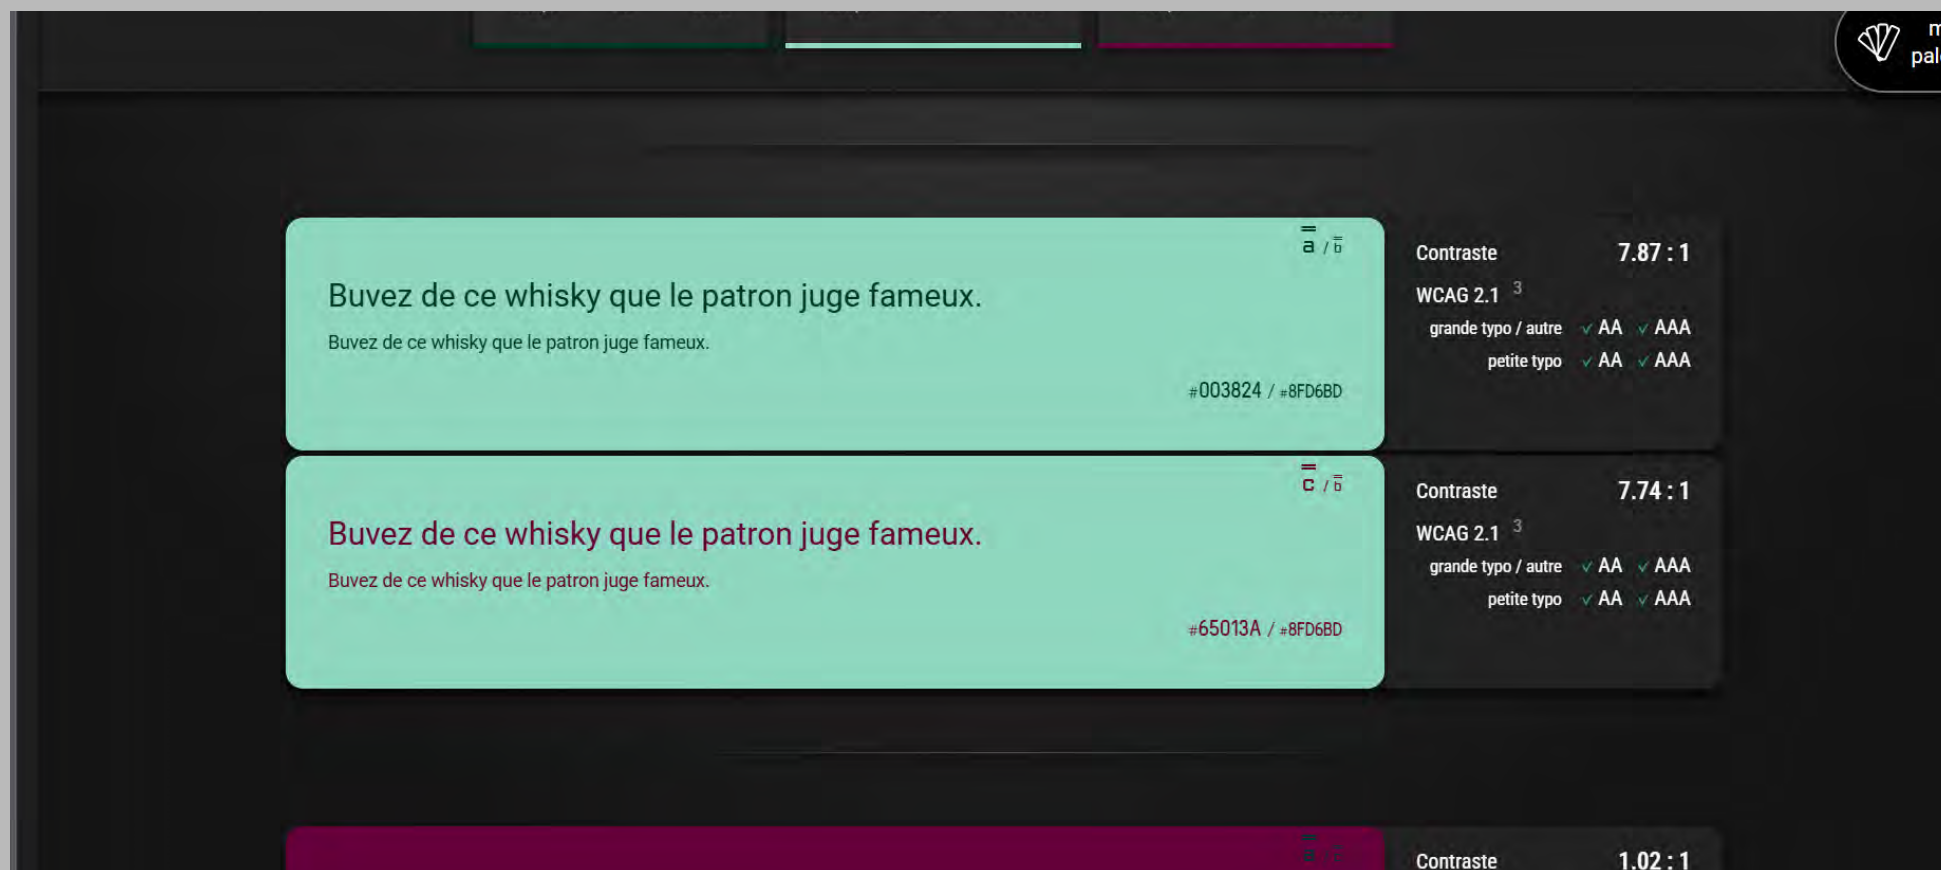 a / b
Buvez de ce whisky que le patron juge fameux.
Buvez de ce whisky que le patron juge fameux.
#003824 / #8FD6BD
Contraste 7.87 : 1
WCAG 2.1 3
grande typo / autre ✓ AA ✓ AAA
petite typo ✓ AA ✓ AAA
c / b
Buvez de ce whisky que le patron juge fameux.
Buvez de ce whisky que le patron juge fameux.
#65013A / #8FD6BD
Contraste 7.74 : 1
WCAG 2.1 3
grande typo / autre ✓ AA ✓ AAA
petite typo ✓ AA ✓ AAA
Contraste 1.02 : 1